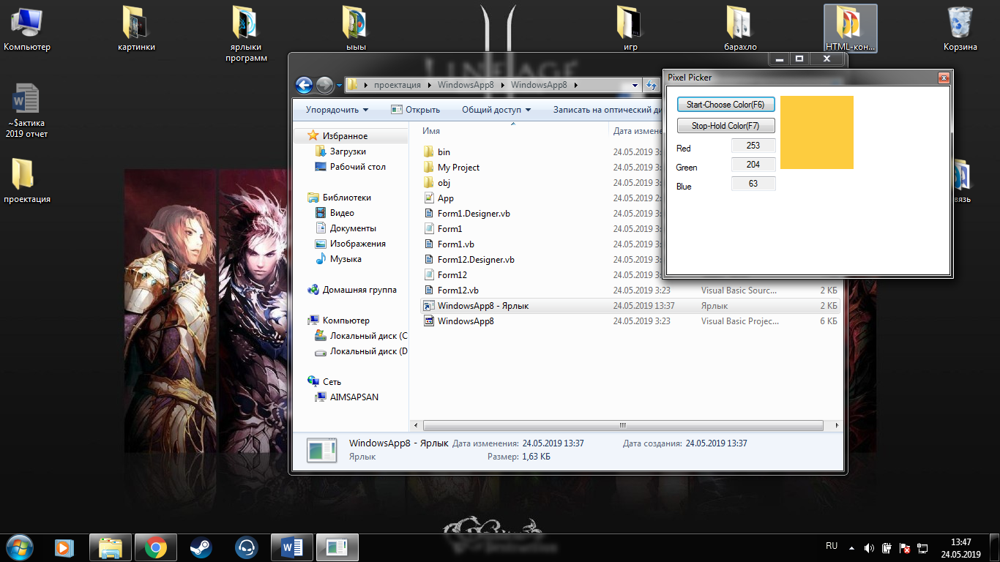 Компьютер
картинки
ярлыки
программ
ыыы
игр
барахло
HTML-кон...
Корзина
~$актика
2019 отчет
проектация
LINEAGE
проектация
WindowsApp8
WindowsApp8
Упорядочить
Открыть
Общий доступ
Записать на оптический ди
Избранное
Загрузки
Рабочий стол
Библиотеки
Видео
Документы
Изображения
Музыка
Домашняя группа
Компьютер
Локальный диск (C
Локальный диск (D
Сеть
AIMSAPSAN
Имя
Дата измене
bin 24.05.2019 3:
My Project 24.05.2019 3:
obj 24.05.2019 3:
App 24.05.2019 2:
Form1.Designer.vb 24.05.2019 3:
Form1 24.05.2019 3:
Form1.vb 24.05.2019 3:
Form12.Designer.vb 24.05.2019 3:
Form12 24.05.2019 3:
Form12.vb 24.05.2019 3:23 Visual Basic Sourc... 2 КБ
WindowsApp8 - Ярлык 24.05.2019 13:37 Ярлык 2 КБ
WindowsApp8 24.05.2019 3:23 Visual Basic Projec... 6 КБ
WindowsApp8 - Ярлык Дата изменения: 24.05.2019 13:37 Дата создания: 24.05.2019 13:37
Ярлык Размер: 1,63 КБ
Pixel Picker
Start-Choose Color(F6)
Stop-Hold Color(F7)
Red 253
Green 204
Blue 63
вязь
RU
13:47
24.05.2019